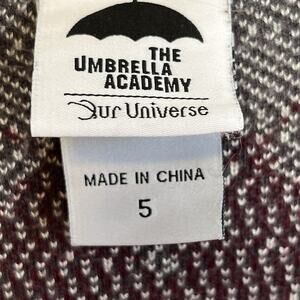 THE
UMBRELLA
ACADEMY
Our Universe
MADE IN CHINA
5